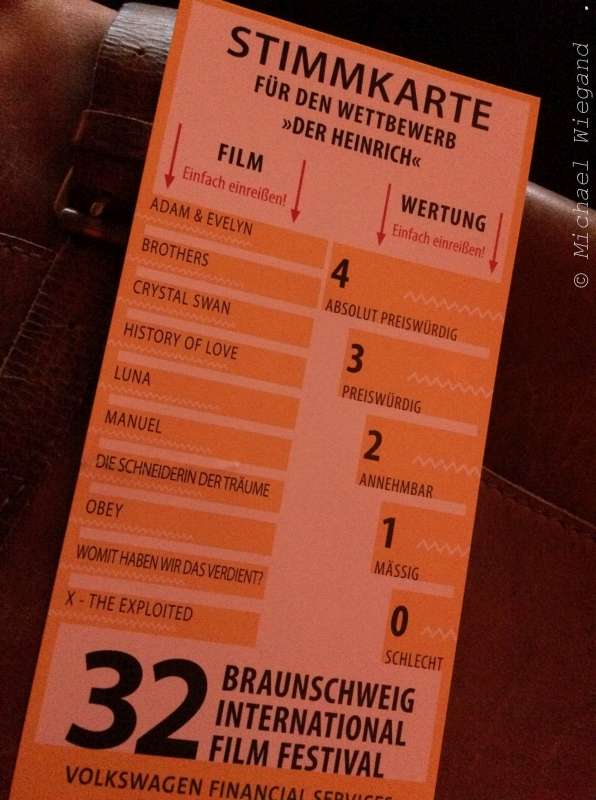 STIMMKARTE
FÜR DEN WETTBEWERB
»DER HEINRICH«
FILM
Einfach einreißen!
WERTUNG
Einfach einreißen!
ADAM & EVELYN
BROTHERS
CRYSTAL SWAN
HISTORY OF LOVE
LUNA
MANUEL
DIE SCHNEIDERIN DER TRÄUME
OBEY
WOMIT HABEN WIR DAS VERDIENT?
X - THE EXPLOITED
4
ABSOLUT PREISWÜRDIG
3
PREISWÜRDIG
2
ANNEHMBAR
1
MÄSSIG
0
SCHLECHT
32
BRAUNSCHWEIG
INTERNATIONAL
FILM FESTIVAL
VOLKSWAGEN FINANCIAL SERVICES
© Michael Wiegand .